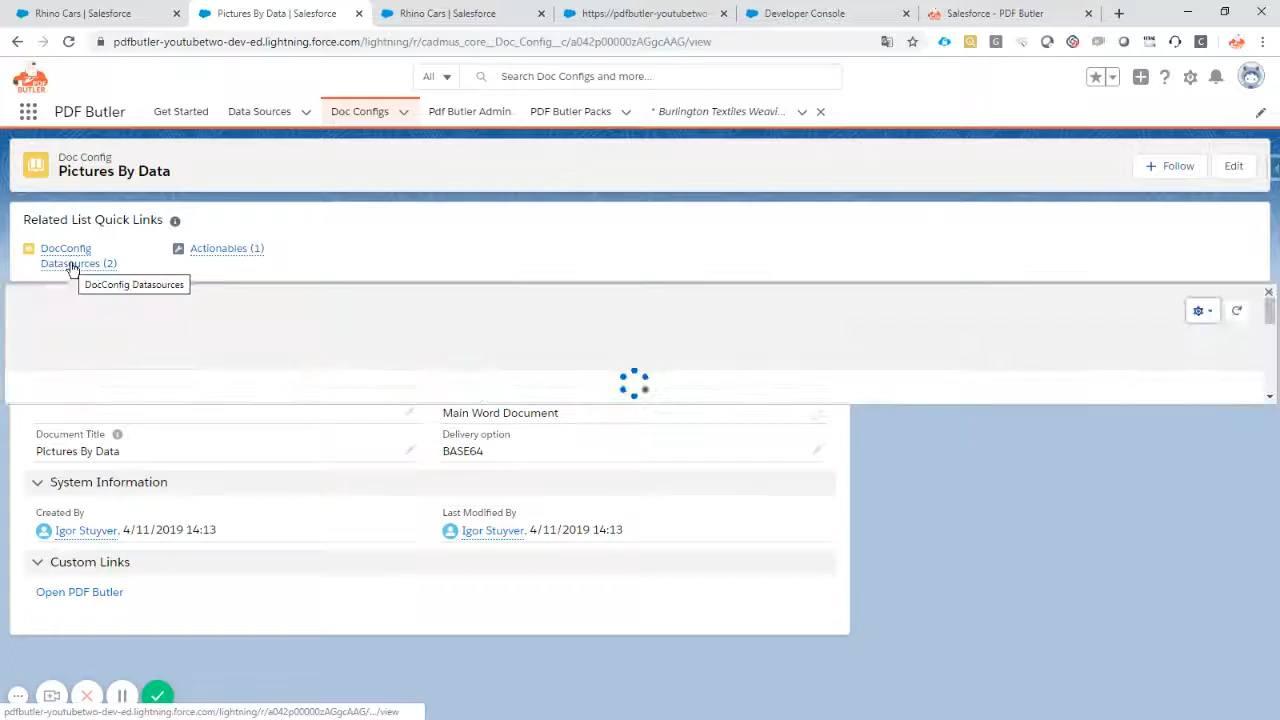 Rhino Cars | Salesforce
Pictures By Data | Salesforce
Rhino Cars | Salesforce
https://pdfbutler-youtubetwo-
Developer Console
Salesforce - PDF Butler
pdfbutler-youtubetwo-dev-ed.lightning.force.com/lightning/r/cadmus_core__Doc_Config__c/a042p00000zAGgcAAG/view
PDF
BUTLER
All
Search Doc Configs and more...
PDF Butler
Get Started
Data Sources
Doc Configs
Pdf Butler Admin
PDF Butler Packs
* Burlington Textiles Weavi...
Doc Config
Pictures By Data
Follow
Edit
Related List Quick Links
DocConfig
Datasources (2)
Actionables (1)
DocConfig Datasources
Main Word Document
Document Title
Pictures By Data
Delivery option
BASE64
System Information
Created By
Igor Stuyver, 4/11/2019 14:13
Last Modified By
Igor Stuyver, 4/11/2019 14:13
Custom Links
Open PDF Butler
pdfbutler-youtubetwo-dev-ed.lightning.force.com/lightning/r/a042p00000zAGgcAAG/.../view